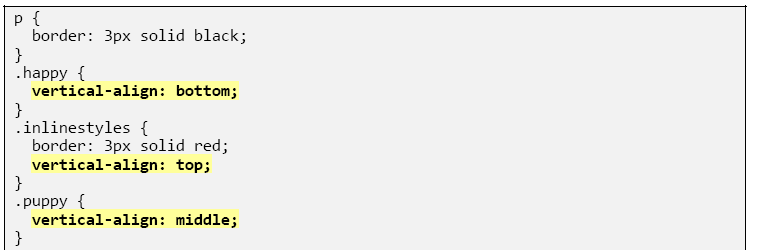 p {
  border: 3px solid black;
}
.happy {
  vertical-align: bottom;
}
.inlinestyles {
  border: 3px solid red;
  vertical-align: top;
}
.puppy {
  vertical-align: middle;
}